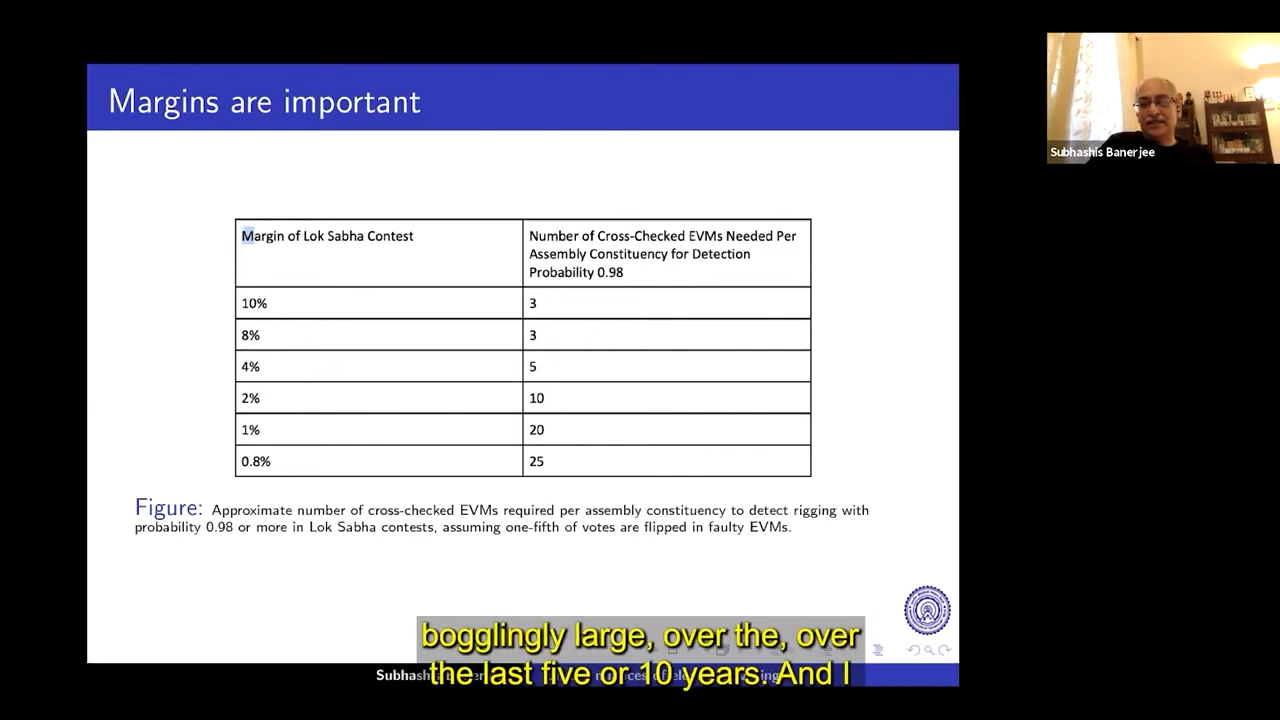 Margins are important
Subhashis Banerjee
Margin of Lok Sabha Contest
Number of Cross-Checked EVMs Needed Per
Assembly Constituency for Detection
Probability 0.98
10%
3
8%
3
4%
5
2%
10
1%
20
0.8%
25
Figure: Approximate number of cross-checked EVMs required per assembly constituency to detect rigging with
probability 0.98 or more in Lok Sabha contests, assuming one-fifth of votes are flipped in faulty EVMs.
bogglingly large, over the, over
the last five or 10 years. And I